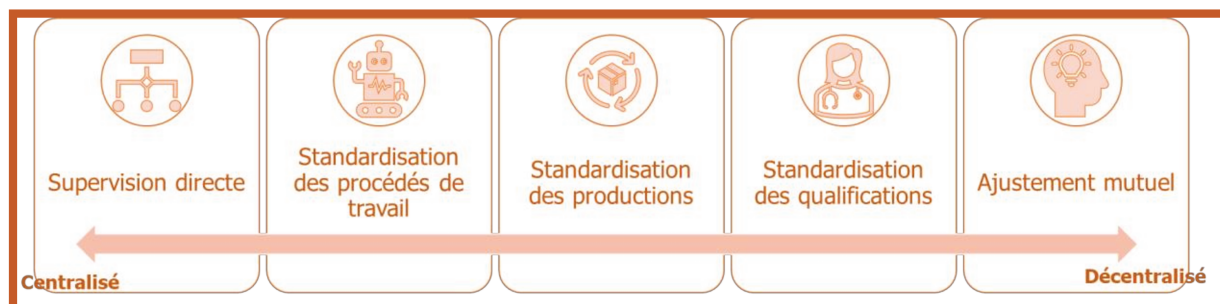 Supervision directe
Standardisation
des procédés de
travail
Standardisation
des productions
Standardisation
des qualifications
Ajustement mutuel
Centralisé
Décentralisé